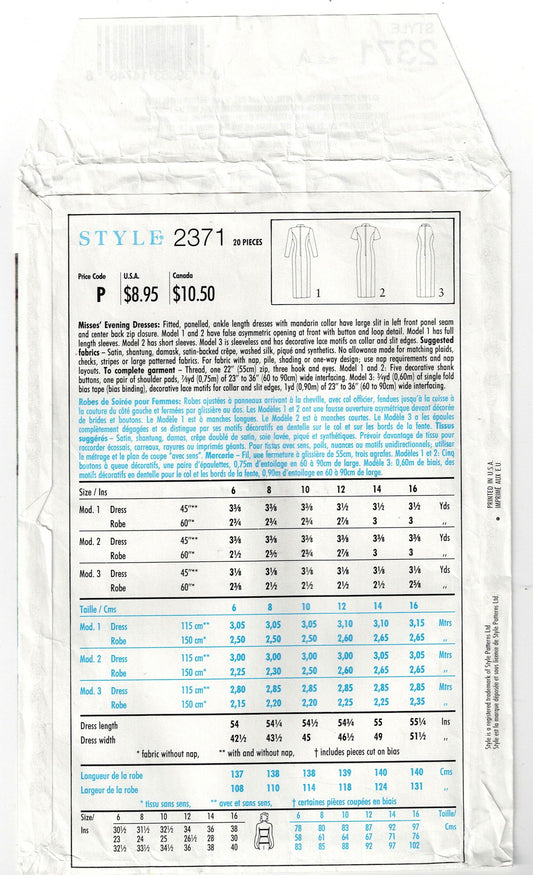 STYLE
2371
STYLE® 2371 20 PIECES
Price Code U.S.A. Canada
P $8.95 $10.50
1 2 3
Misses' Evening Dresses: Fitted, panelled, ankle length dresses with mandarin collar have large slit in left front panel seam
and center back zip closure. Model 1 and 2 have false asymmetric opening at front with button and loop detail. Model 1 has full
length sleeves. Model 2 has short sleeves. Model 3 is sleeveless and has decorative lace motifs on collar and slit edges. Suggested
fabrics – Satin, shantung, damask, satin-backed crêpe, washed silk, piqué and synthetics. No allowance made for matching plaids,
checks, stripes or large patterned fabrics. For fabric with nap, pile, shading or one-way design; use nap requirements and nap
layouts. To complete garment – Thread, one 22" (55cm) zip, three hook and eyes. Model 1 and 2: Five decorative shank
buttons, one pair of shoulder pads, ⅞yd (0,75m) of 23" to 36" (60 to 90cm) wide interfacing. Model 3: ¾yd (0,60m) of single fold
bias tape (bias binding), decorative lace motifs for collar and slit edges, 1yd (0,90m) of 23" to 36" (60 to 90cm) wide interfacing.
Robes de Soirée pour Femmes: Robes ajustées à panneaux arrivant à la cheville, avec col officier, fendues jusqu'à la cuisse à
la couture du côté gauche et fermées par glissière au dos. Les Modèles 1 et 2 ont une fausse ouverture asymétrique devant décorée
de brides et boutons. Le Modèle 1 est à manches longues. Le Modèle 2 est à manches courtes. Le Modèle 3 a les épaules
complètement dégagées et se distingue par ses motifs décoratifs en dentelle sur le col et sur les bords de la fente. Tissus
suggérés – Satin, shantung, damas, crêpe doublé de satin, soie lavée, piqué et synthétiques. Prévoir davantage de tissu pour
raccorder écossais, carreaux, rayures ou imprimés conséquents. Pour tissus avec sens, poils, nuances ou motifs unidirectionnels; utiliser
le métrage et le plan de coupe "avec sens". Mercerie – Fil, une fermeture à glissière de 55cm, trois agrafes. Modèles 1 et 2: Cinq
boutons à queue décoratifs, une paire d'épaulettes, 0,75m d'entoilage en 60 à 90cm de large. Modèle 3: 0,60m de biais, des
motifs décoratifs en dentelle pour le col et les bords de la fente, 0,90m d'entoilage en 60 à 90cm de large.
Size / Ins 6 8 10 12 14 16
Mod. 1 Dress 45"** 3⅜ 3⅜ 3⅜ 3½ 3½ 3½ Yds
Robe 60"* 2¾ 2¾ 2¾ 2⅞ 3 3 ,,
Mod. 2 Dress 45"** 3⅜ 3⅜ 3⅜ 3⅜ 3⅜ 3⅜ Yds
Robe 60"* 2½ 2½ 2¾ 2⅞ 3 3 ,,
Mod. 3 Dress 45"** 3⅛ 3⅛ 3⅛ 3⅛ 3⅛ 3⅛ Yds
Robe 60"* 2⅜ 2½ 2½ 2½ 2½ 2⅝ ,,
Taille / Cms 6 8 10 12 14 16
Mod. 1 Dress 115 cm** 3,05 3,05 3,05 3,10 3,10 3,15 Mtrs
Robe 150 cm* 2,50 2,50 2,50 2,60 2,65 2,65 ,,
Mod. 2 Dress 115 cm** 3,00 3,00 3,00 3,05 3,05 3,05 Mtrs
Robe 150 cm* 2,25 2,30 2,50 2,60 2,65 2,65 ,,
Mod. 3 Dress 115 cm** 2,80 2,85 2,85 2,85 2,85 2,85 Mtrs
Robe 150 cm* 2,15 2,20 2,20 2,25 2,25 2,35 ,,
Dress length 54 54¼ 54½ 54¾ 55 55¼ Ins
Dress width 42½ 43½ 45 46½ 49 51½ ,,
* fabric without nap, ** with and without nap, † includes pieces cut on bias
Longueur de la robe 137 138 138 139 140 140 Cms
Largeur de la robe 108 110 114 118 124 131 ,,
* tissu sans sens, ** avec et sans sens, † certaines pièces coupées en biais
Size/ 6 8 10 12 14 16
Ins 30½ 31½ 32½ 34 36 38
23 24 25 26½ 28 30
32½ 33½ 34½ 36 38 40
6 8 10 12 14 16 Taille/
78 80 83 87 92 97 Cms
58 61 64 67 71 76
83 85 88 92 97 102
• PRINTED IN U.S.A.
IMPRIMÉ AUX E.U
Style is a registered trademark of Style Patterns Ltd.
Style est la marque déposée et sous licence de Style Patterns Ltd.